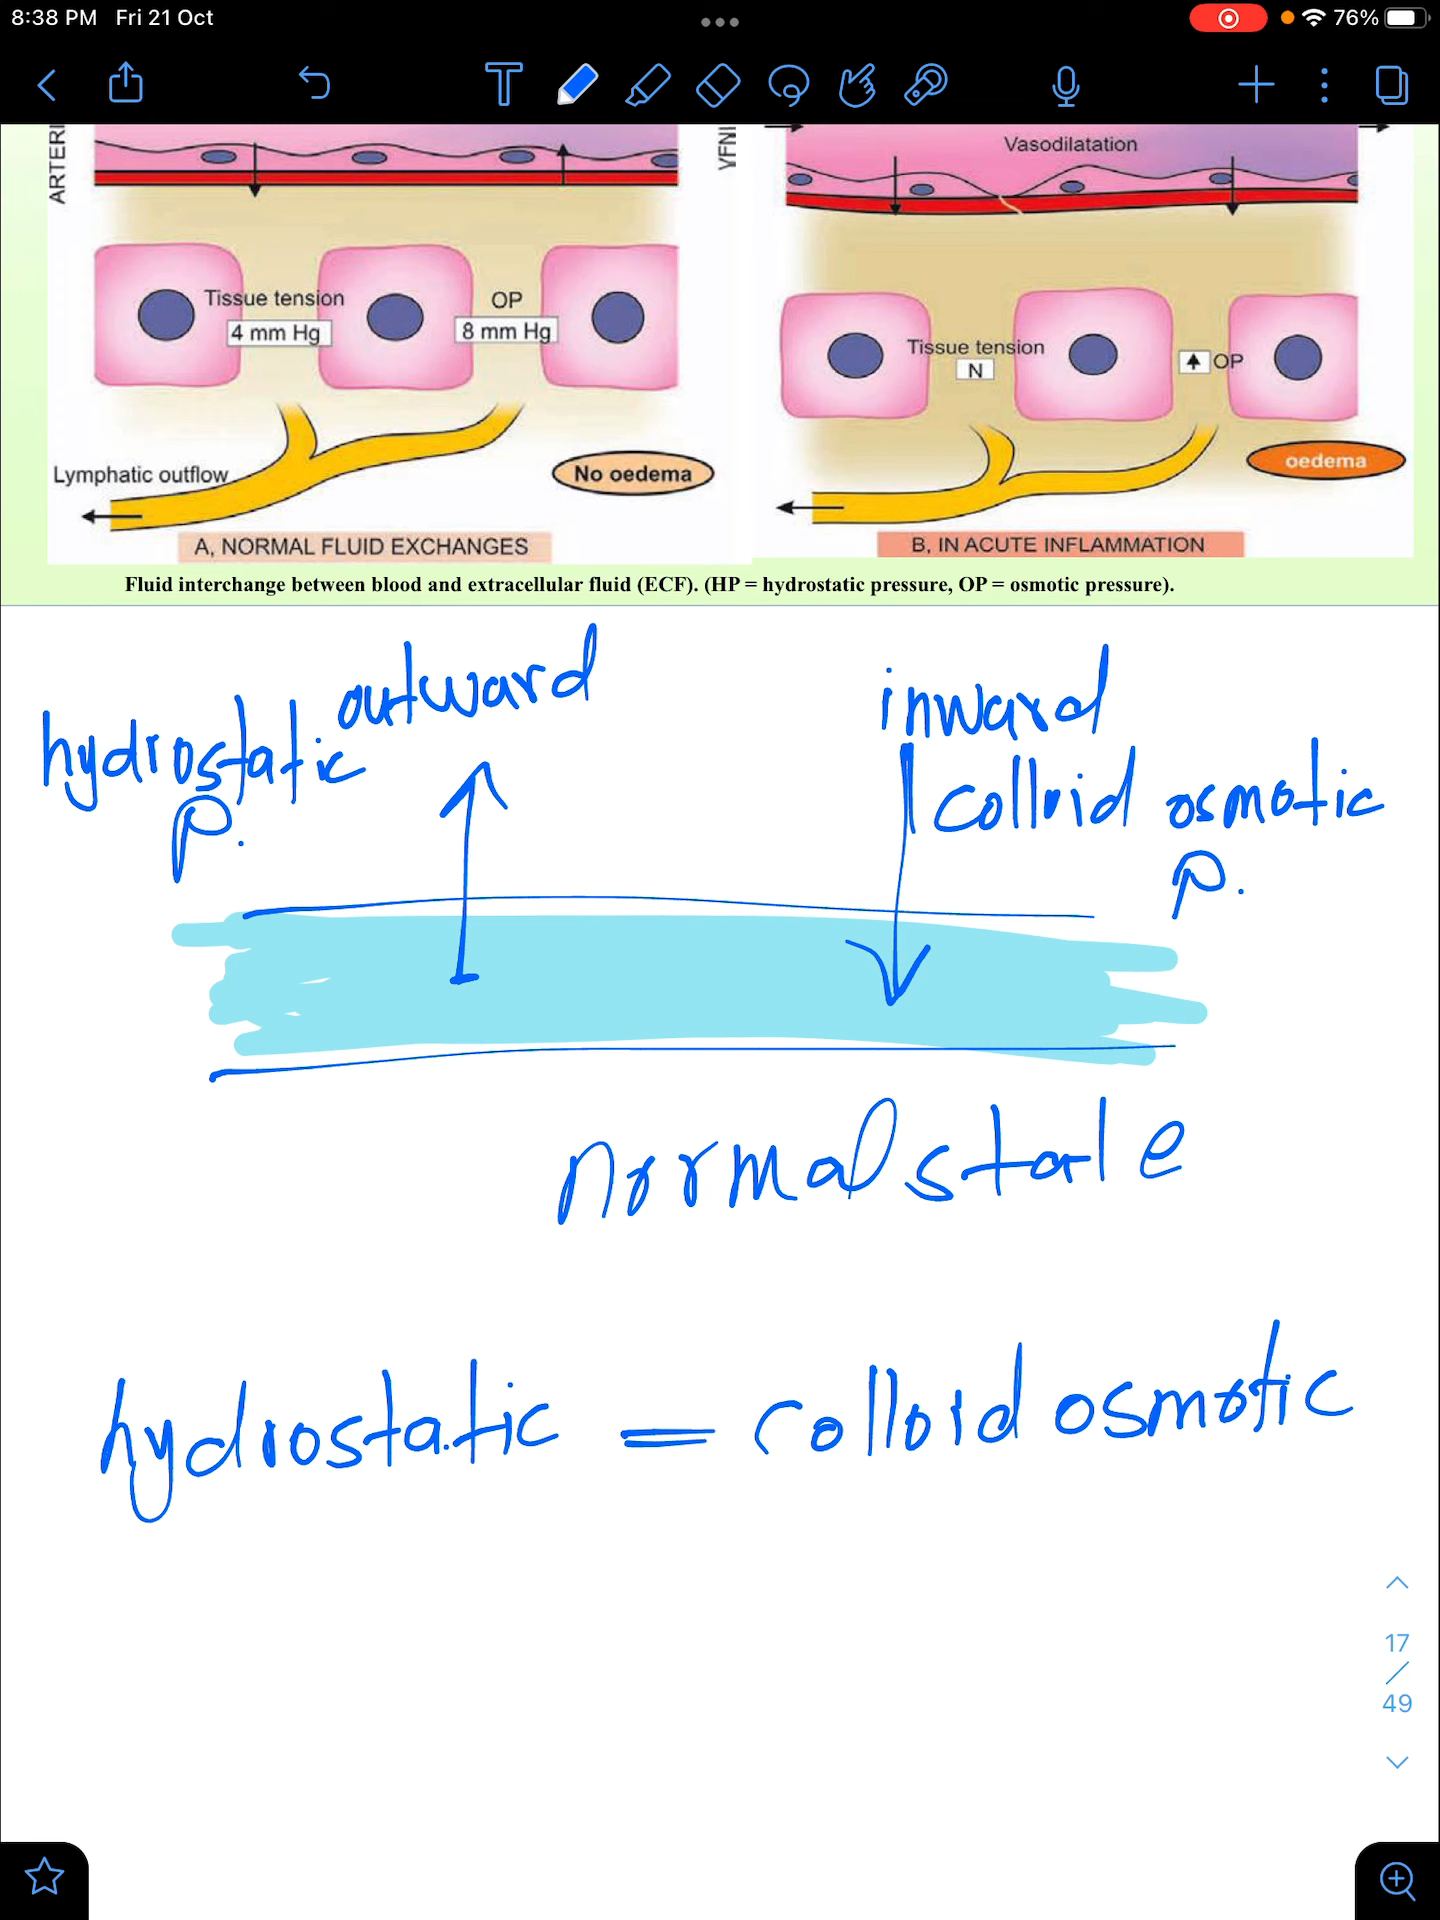 8:38 PM Fri 21 Oct
76%
T
ARTERI
Vasodilatation
Tissue tension
4 mm Hg
OP
8 mm Hg
Tissue tension
N
OP
Lymphatic outflow
No oedema
oedema
A, NORMAL FLUID EXCHANGES
B, IN ACUTE INFLAMMATION
Fluid interchange between blood and extracellular fluid (ECF). (HP = hydrostatic pressure, OP = osmotic pressure).
outward
hydrostatic
p.
inward
colloid osmotic
p.
normal state
hydrostatic = colloid osmotic
17
/
49